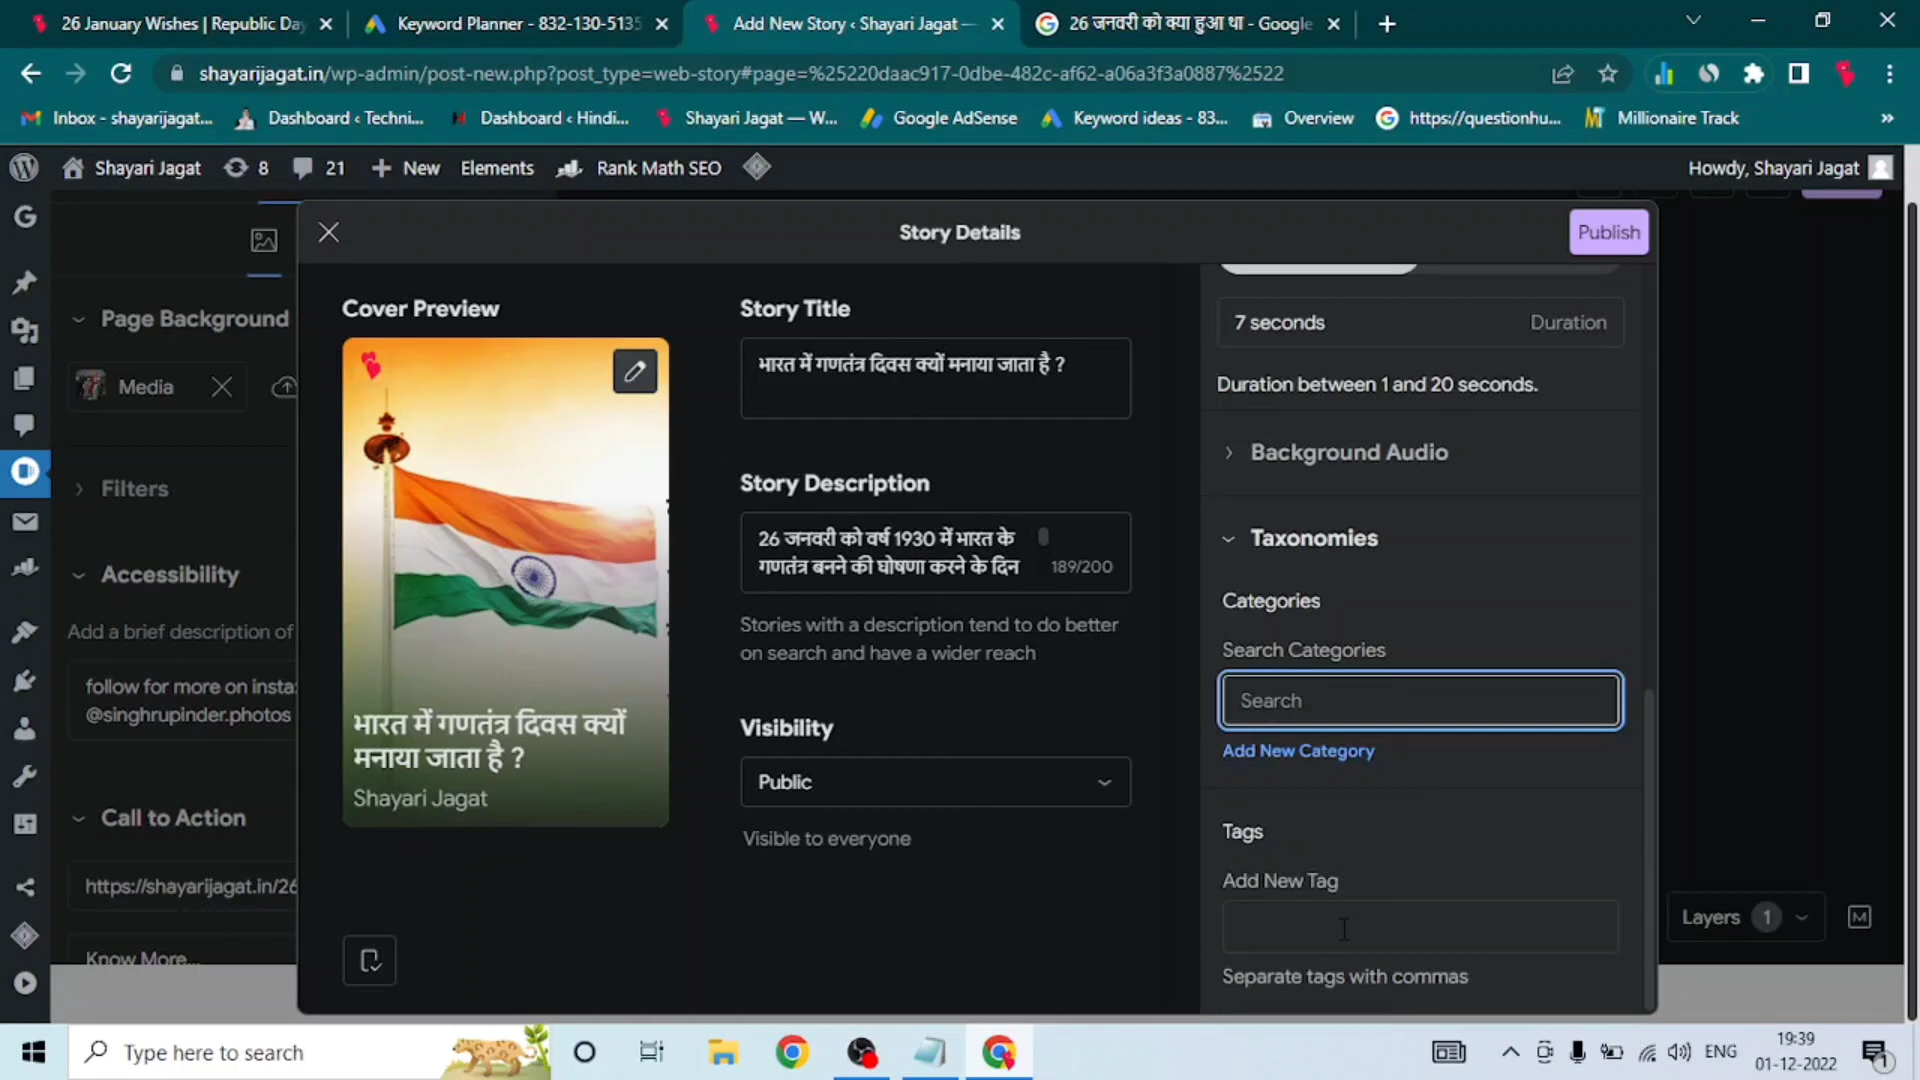 26 January Wishes | Republic Day
Keyword Planner - 832-130-5135
Add New Story ‹ Shayari Jagat —
26 जनवरी को क्या हुआ था - Google
shayarijagat.in/wp-admin/post-new.php?post_type=web-story#page=%25220daac917-0dbe-482c-af62-a06a3f3a0887%2522
Inbox - shayarijagat...
Dashboard ‹ Techni...
Dashboard ‹ Hindi...
Shayari Jagat — W...
Google AdSense
Keyword ideas - 83...
Overview
https://questionhu...
Millionaire Track
»
Shayari Jagat
8
21
New
Elements
Rank Math SEO
Howdy, Shayari Jagat
Story Details
Publish
Page Background
Media
Filters
Accessibility
Add a brief description of
follow for more on insta:
@singhrupinder.photos
Call to Action
https://shayarijagat.in/26
Know More...
Cover Preview
भारत में गणतंत्र दिवस क्यों
मनाया जाता है ?
Shayari Jagat
Story Title
भारत में गणतंत्र दिवस क्यों मनाया जाता है ?
Story Description
26 जनवरी को वर्ष 1930 में भारत के
गणतंत्र बनने की घोषणा करने के दिन
189/200
Stories with a description tend to do better
on search and have a wider reach
Visibility
Public
Visible to everyone
7 seconds
Duration
Duration between 1 and 20 seconds.
Background Audio
Taxonomies
Categories
Search Categories
Search
Add New Category
Tags
Add New Tag
Separate tags with commas
Layers 1
Type here to search
ENG
19:39
01-12-2022
1